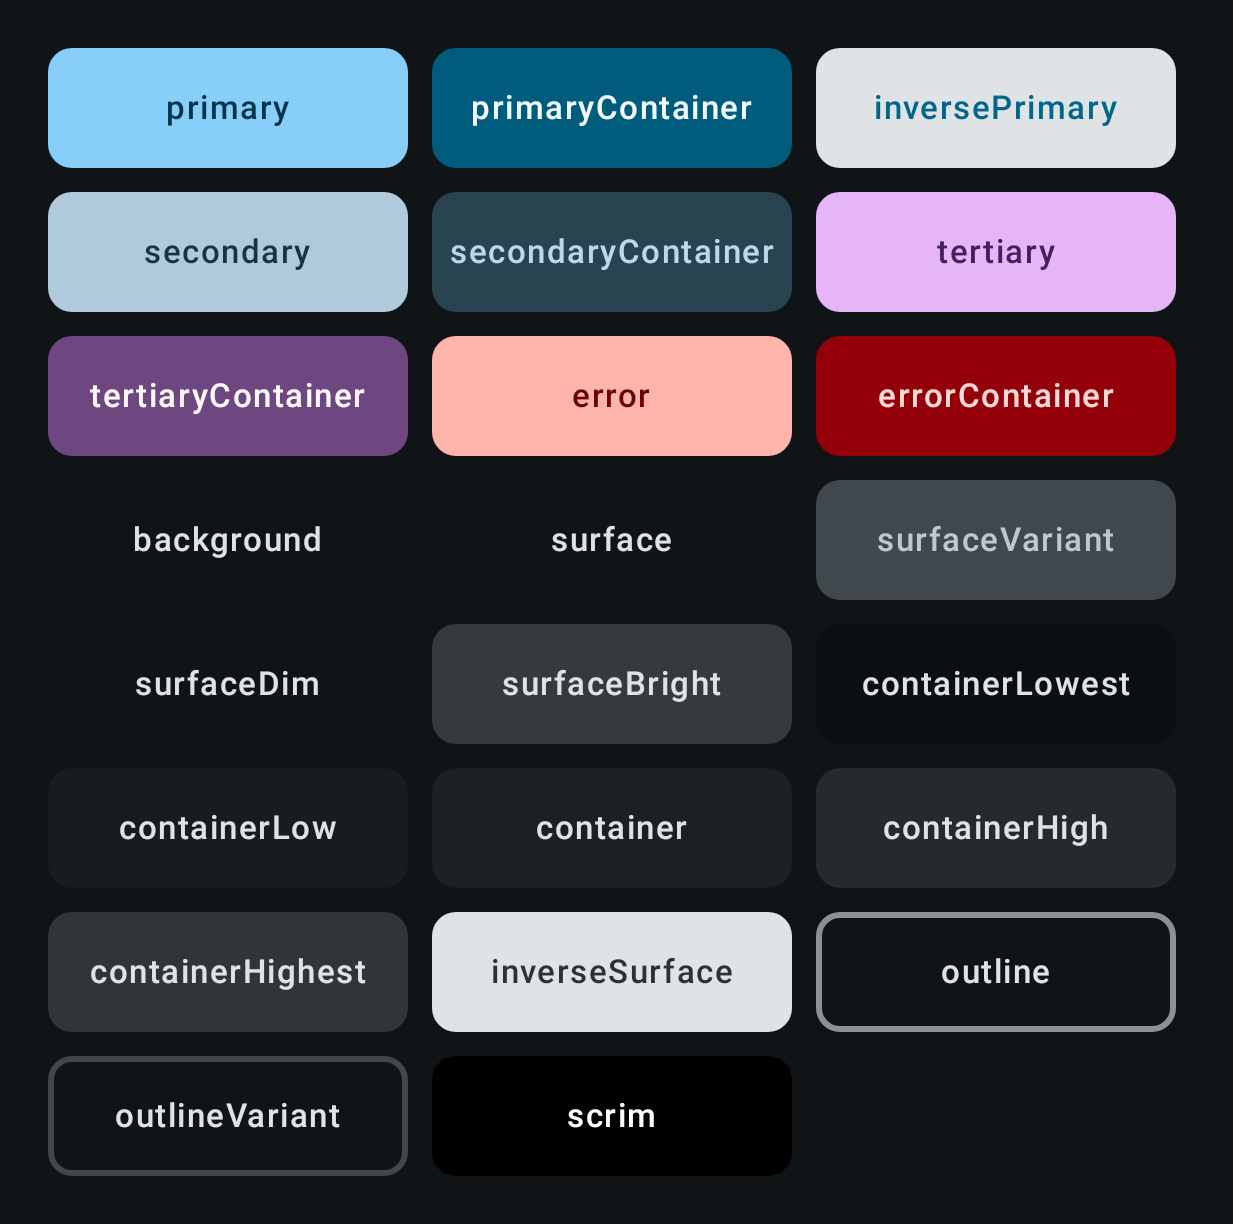 primary
primaryContainer
inversePrimary
secondary
secondaryContainer
tertiary
tertiaryContainer
error
errorContainer
background
surface
surfaceVariant
surfaceDim
surfaceBright
containerLowest
containerLow
container
containerHigh
containerHighest
inverseSurface
outline
outlineVariant
scrim